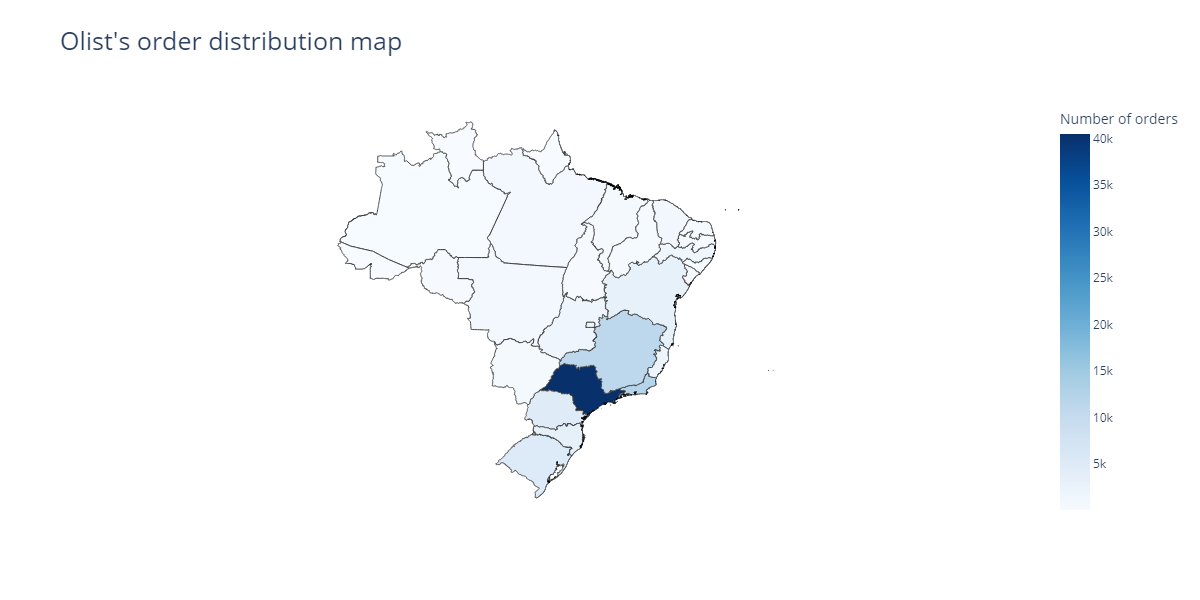 Olist's order distribution map
Number of orders
40k
35k
30k
25k
20k
15k
10k
5k